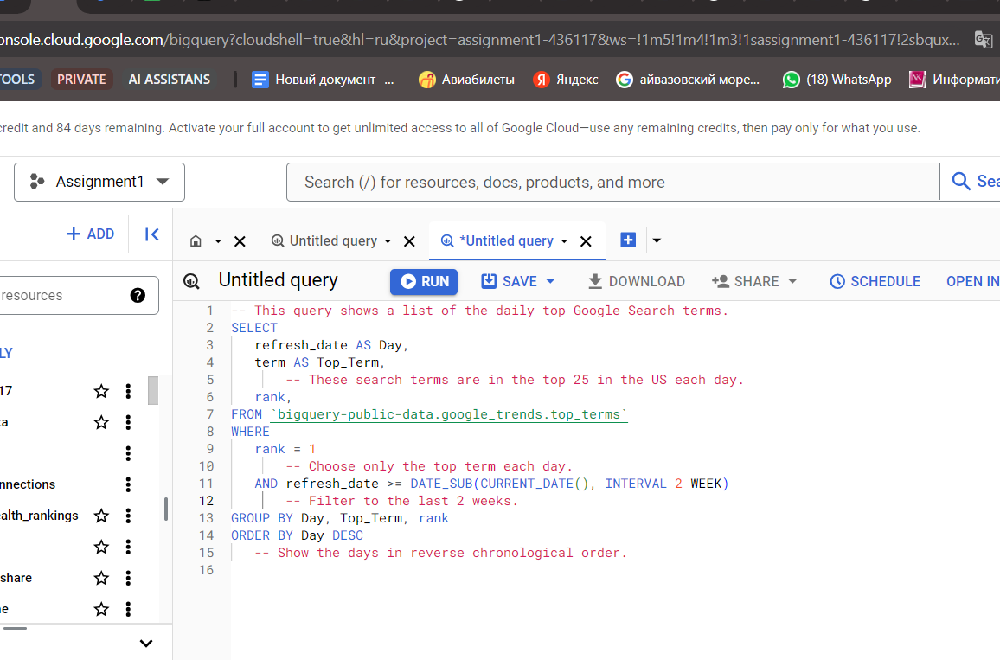 onsole.cloud.google.com/bigquery?cloudshell=true&hl=ru&project=assignment1-436117&ws=!1m5!1m4!1m3!1sassignment1-436117!2sbqux...
TOOLS PRIVATE AI ASSISTANS Новый документ -... Авиабилеты Яндекс айвазовский море... (18) WhatsApp Информати
credit and 84 days remaining. Activate your full account to get unlimited access to all of Google Cloud—use any remaining credits, then pay only for what you use.
Assignment1 Search (/) for resources, docs, products, and more Sea
+ ADD Untitled query *Untitled query
Untitled query RUN SAVE DOWNLOAD SHARE SCHEDULE OPEN IN
resources ?
LY
17
ta
nnections
ealth_rankings
share
ne
1 -- This query shows a list of the daily top Google Search terms.
2 SELECT
3 refresh_date AS Day,
4 term AS Top_Term,
5 -- These search terms are in the top 25 in the US each day.
6 rank,
7 FROM `bigquery-public-data.google_trends.top_terms`
8 WHERE
9 rank = 1
10 -- Choose only the top term each day.
11 AND refresh_date >= DATE_SUB(CURRENT_DATE(), INTERVAL 2 WEEK)
12 -- Filter to the last 2 weeks.
13 GROUP BY Day, Top_Term, rank
14 ORDER BY Day DESC
15 -- Show the days in reverse chronological order.
16